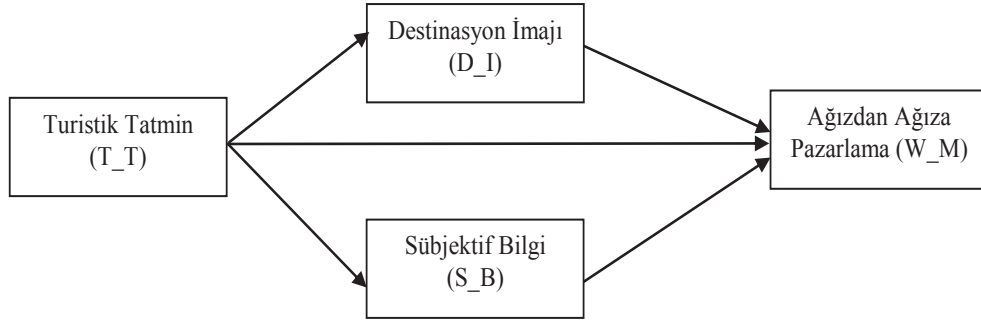 Destinasyon İmajı
(D_I)
Turistik Tatmin
(T_T)
Ağızdan Ağıza
Pazarlama (W_M)
Sübjektif Bilgi
(S_B)